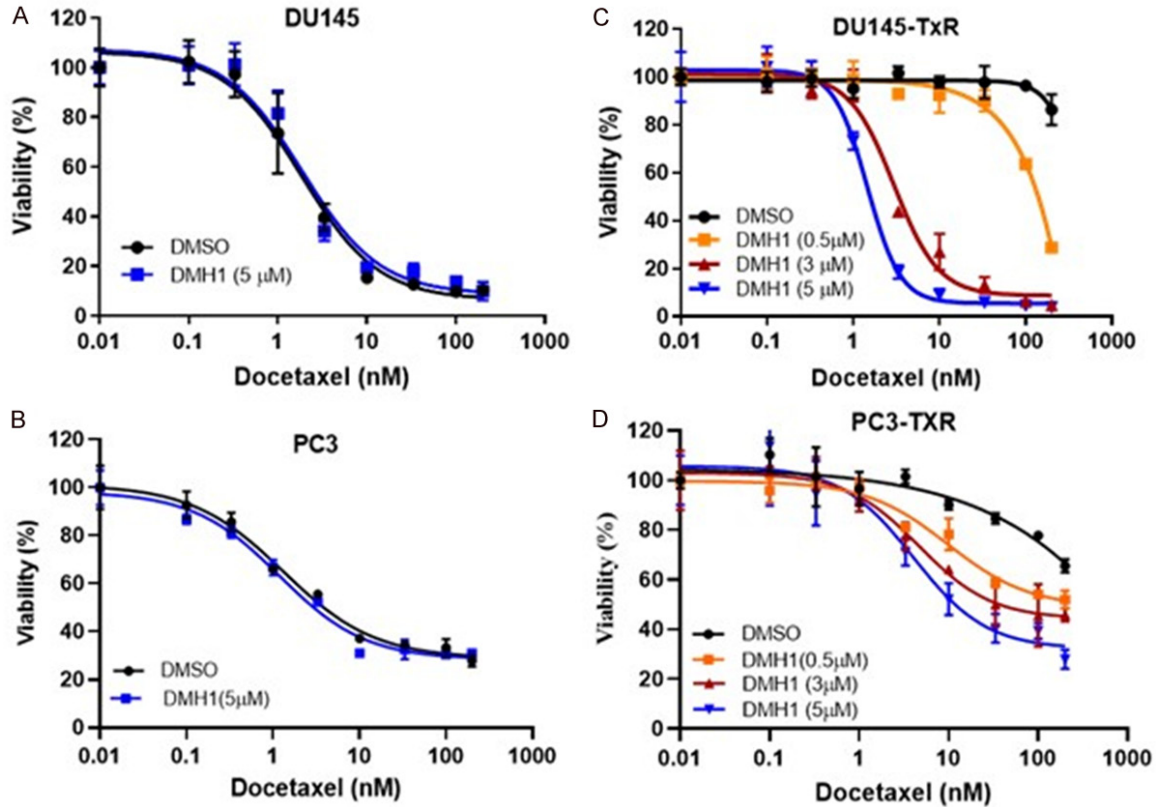 A
DU145
120
100
80
60
40
20
0
Viability (%)
DMSO
DMH1 (5 μM)
0.01 0.1 1 10 100 1000
Docetaxel (nM)
C
DU145-TxR
120
100
80
60
40
20
0
Viability (%)
DMSO
DMH1 (0.5μM)
DMH1 (3 μM)
DMH1 (5 μM)
0.01 0.1 1 10 100 1000
Docetaxel (nM)
B
PC3
120
100
80
60
40
20
0
Viability (%)
DMSO
DMH1(5μM)
0.01 0.1 1 10 100 1000
Docetaxel (nM)
D
PC3-TXR
120
100
80
60
40
20
0
Viability (%)
DMSO
DMH1(0.5μM)
DMH1 (3μM)
DMH1 (5μM)
0.01 0.1 1 10 100 1000
Docetaxel (nM)